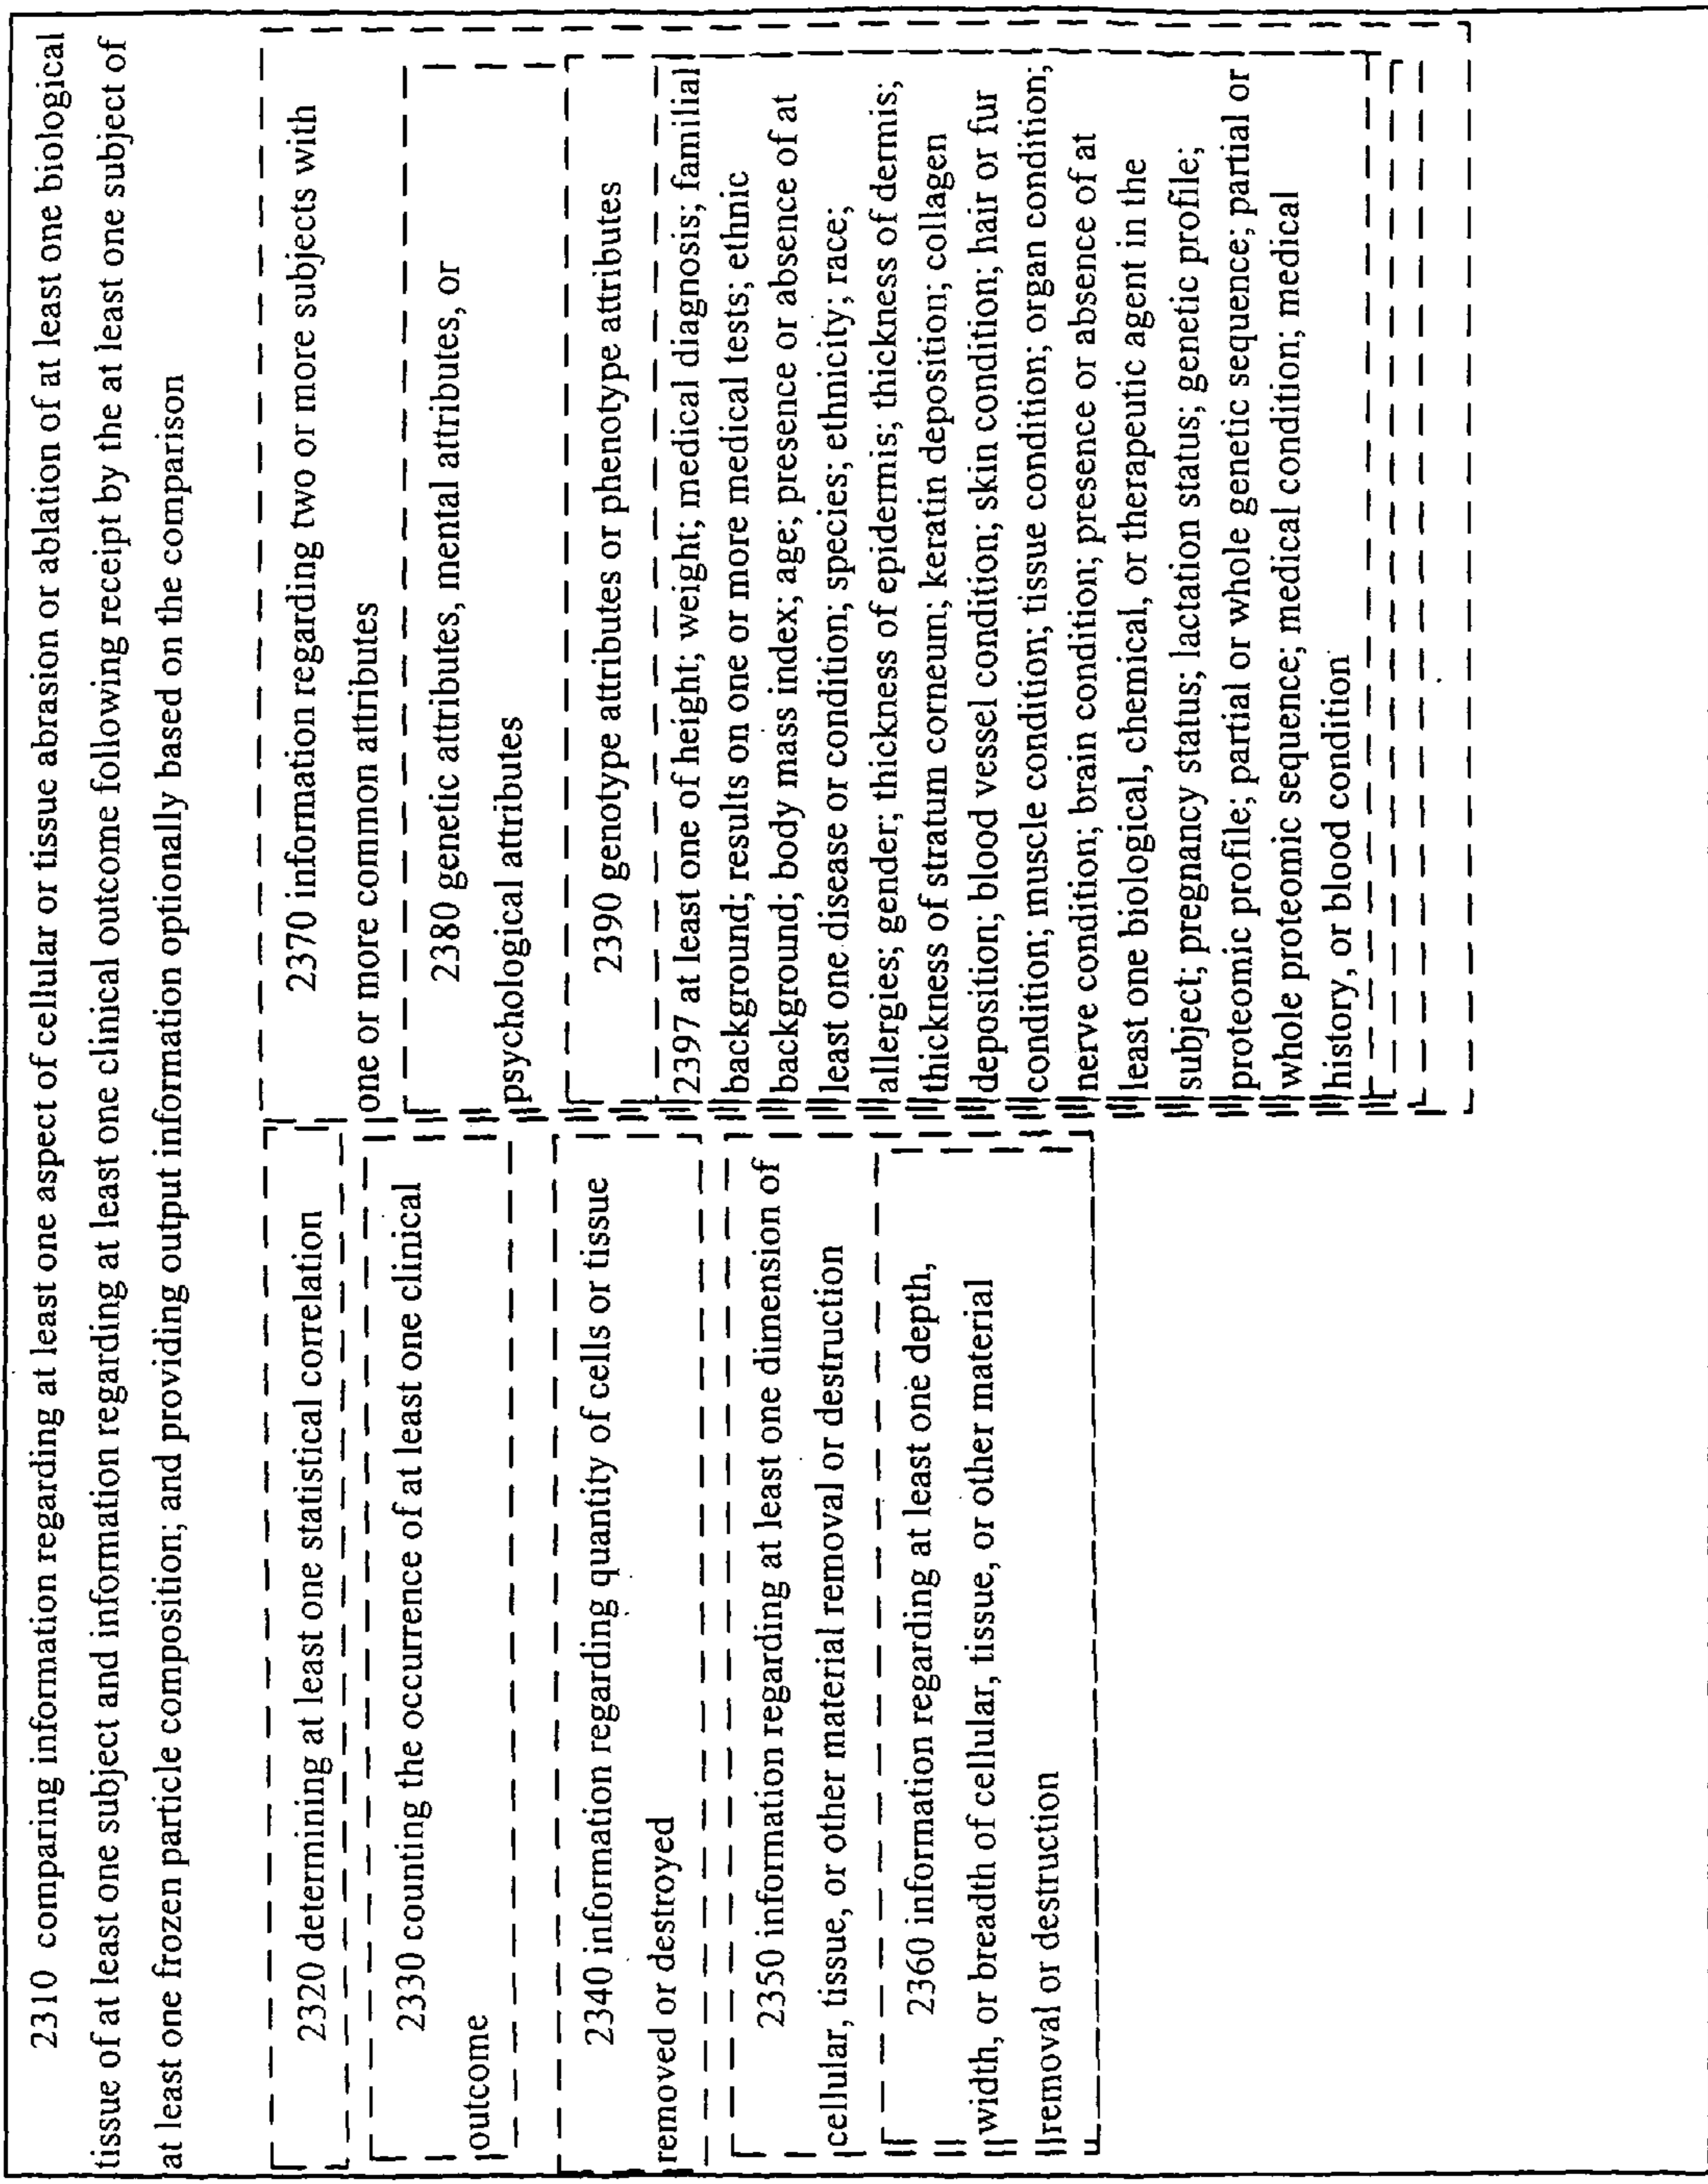 2310 comparing information regarding at least one aspect of cellular or tissue abrasion or ablation of at least one biological
tissue of at least one subject and information regarding at least one clinical outcome following receipt by the at least one subject of
at least one frozen particle composition; and providing output information optionally based on the comparison
2320 determining at least one statistical correlation
2330 counting the occurrence of at least one clinical
outcome
2340 information regarding quantity of cells or tissue
removed or destroyed
2350 information regarding at least one dimension of
cellular, tissue, or other material removal or destruction
2360 information regarding at least one depth,
width, or breadth of cellular, tissue, or other material
removal or destruction
2370 information regarding two or more subjects with
one or more common attributes
2380 genetic attributes, mental attributes, or
psychological attributes
2390 genotype attributes or phenotype attributes
2397 at least one of height; weight; medical diagnosis; familial
background; results on one or more medical tests; ethnic
background; body mass index; age; presence or absence of at
least one disease or condition; species; ethnicity; race;
allergies; gender; thickness of epidermis; thickness of dermis;
thickness of stratum corneum; keratin deposition; collagen
deposition; blood vessel condition; skin condition; hair or fur
condition; muscle condition; tissue condition; organ condition;
nerve condition; brain condition; presence or absence of at
least one biological, chemical, or therapeutic agent in the
subject; pregnancy status; lactation status; genetic profile;
proteomic profile; partial or whole genetic sequence; partial or
whole proteomic sequence; medical condition; medical
history, or blood condition